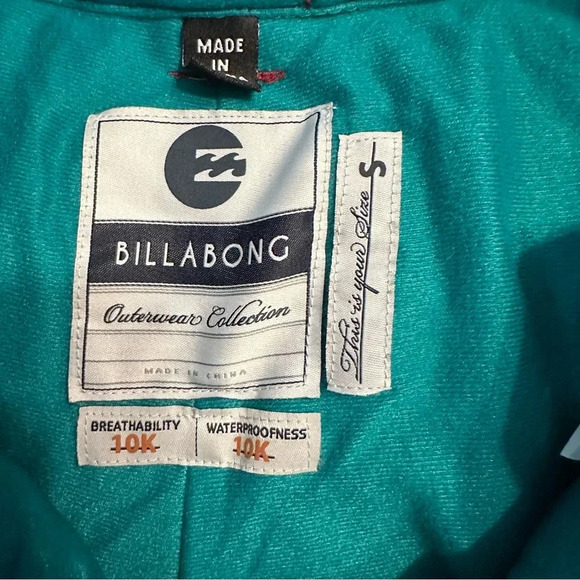 MADE
IN
BILLABONG
Outerwear Collection
MADE IN CHINA
This is your Size S
BREATHABILITY
10K
WATERPROOFNESS
10K